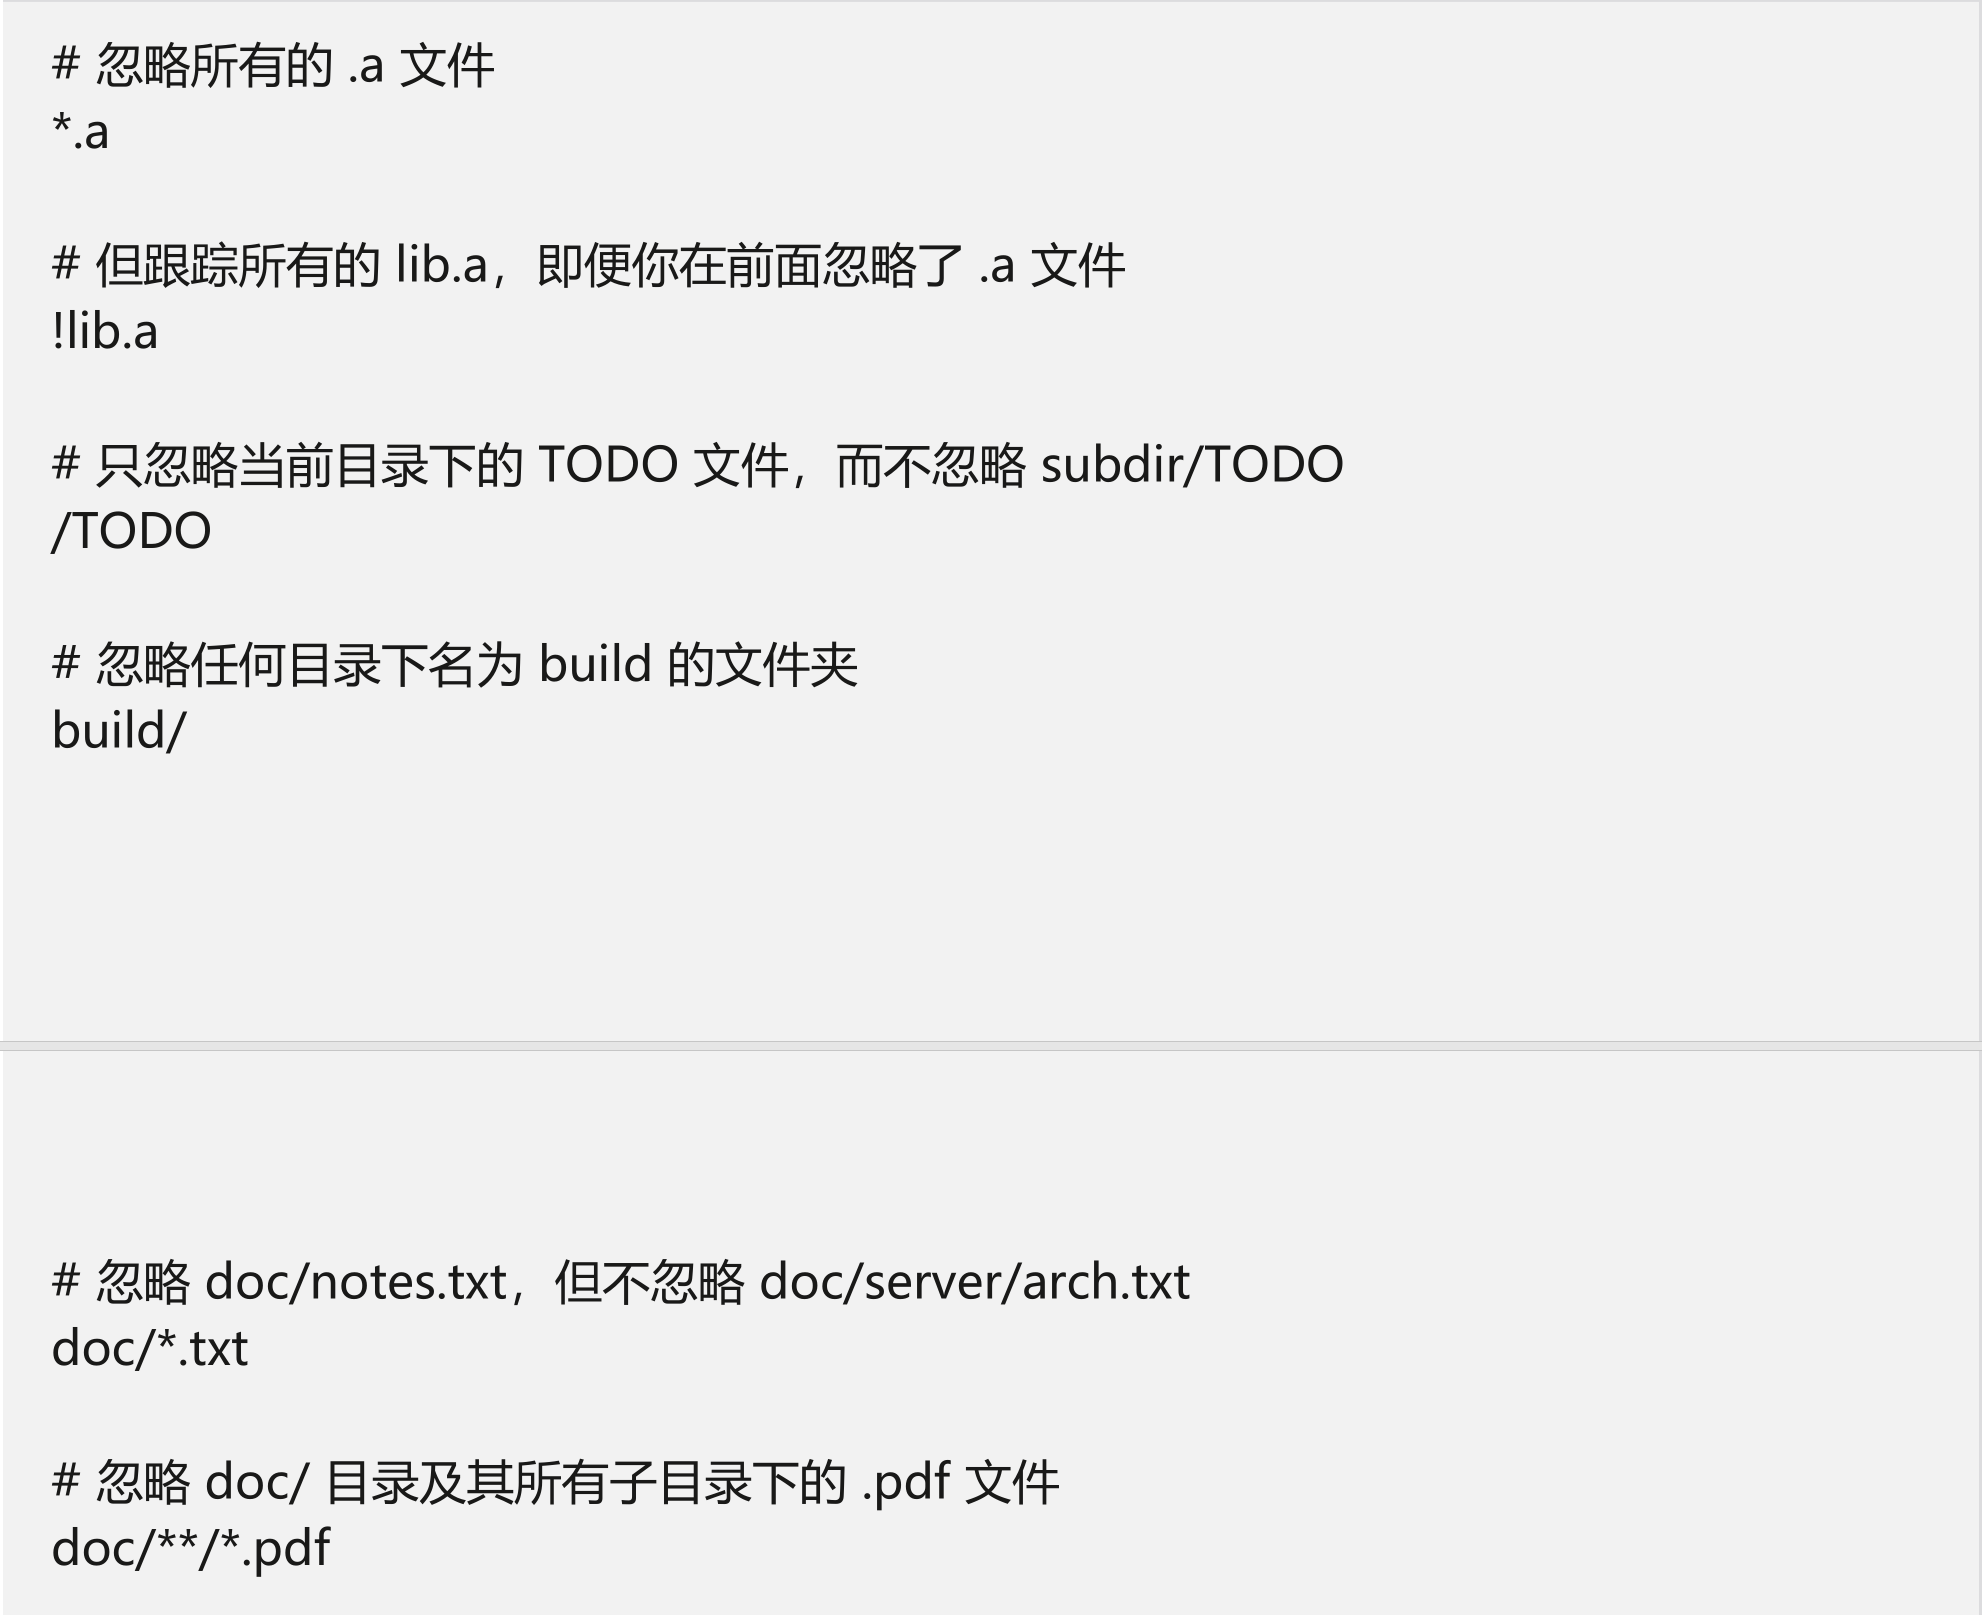 # 忽略所有的 .a 文件
*.a
# 但跟踪所有的 lib.a，即便你在前面忽略了 .a 文件
!lib.a
# 只忽略当前目录下的 TODO 文件，而不忽略 subdir/TODO
/TODO
# 忽略任何目录下名为 build 的文件夹
build/
# 忽略 doc/notes.txt，但不忽略 doc/server/arch.txt
doc/*.txt
# 忽略 doc/ 目录及其所有子目录下的 .pdf 文件
doc/**/*.pdf